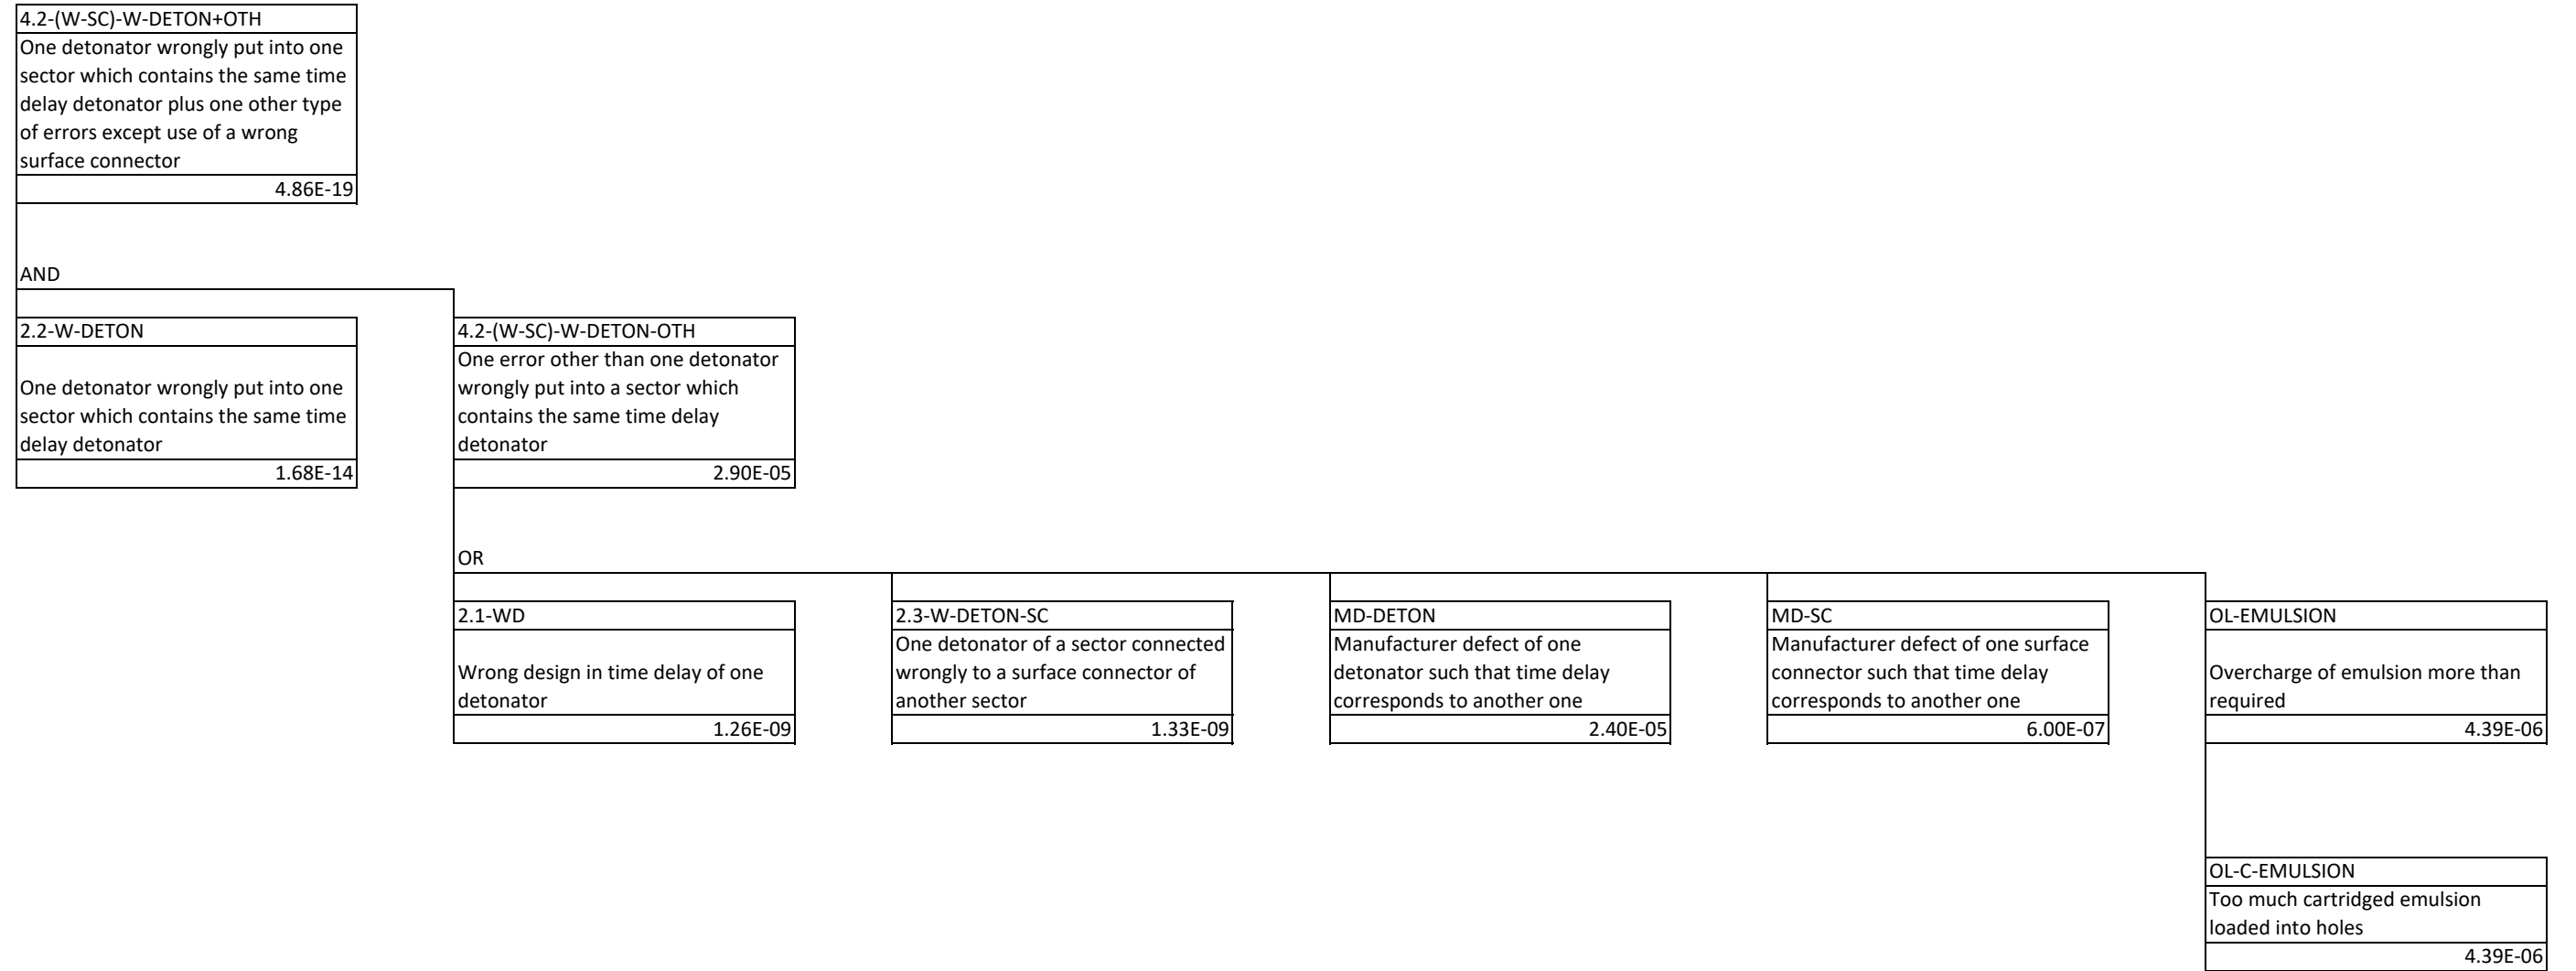 4.2-(W-SC)-W-DETON+OTH
One detonator wrongly put into one
sector which contains the same time
delay detonator plus one other type
of errors except use of a wrong
surface connector
4.86E-19
AND
2.2-W-DETON
One detonator wrongly put into one
sector which contains the same time
delay detonator
1.68E-14
4.2-(W-SC)-W-DETON-OTH
One error other than one detonator
wrongly put into a sector which
contains the same time delay
detonator
2.90E-05
OR
2.1-WD
Wrong design in time delay of one
detonator
1.26E-09
2.3-W-DETON-SC
One detonator of a sector connected
wrongly to a surface connector of
another sector
1.33E-09
MD-DETON
Manufacturer defect of one
detonator such that time delay
corresponds to another one
2.40E-05
MD-SC
Manufacturer defect of one surface
connector such that time delay
corresponds to another one
6.00E-07
OL-EMULSION
Overcharge of emulsion more than
required
4.39E-06
OL-C-EMULSION
Too much cartridged emulsion
loaded into holes
4.39E-06